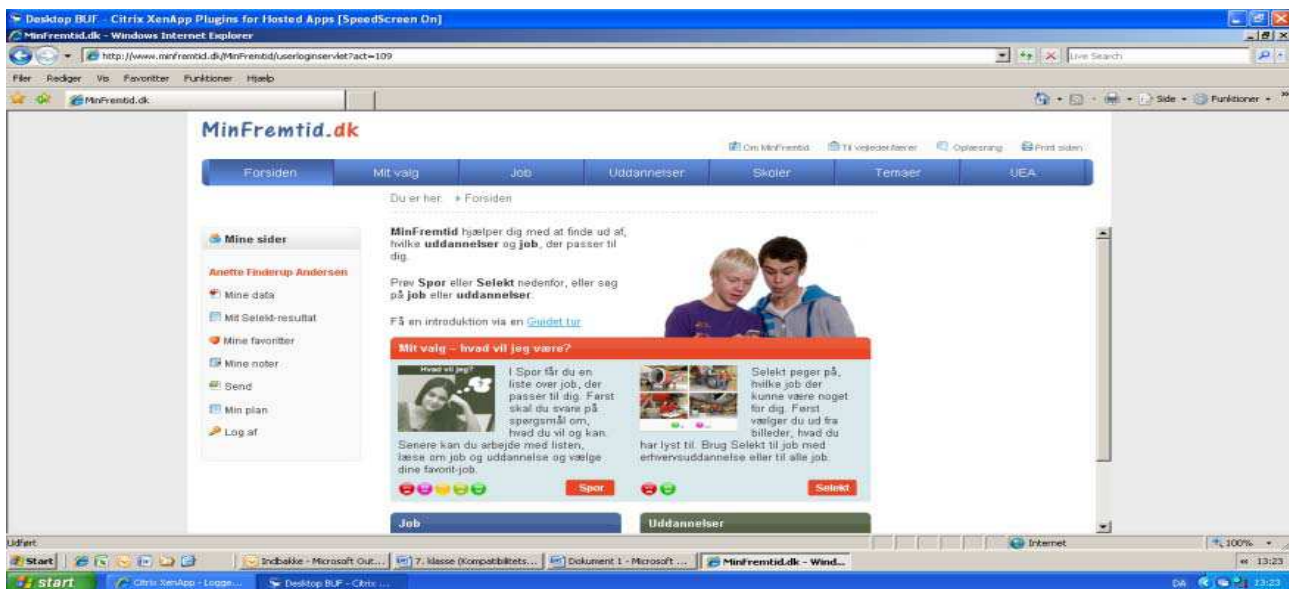 Desktop BUF - Citrix XenApp Plugins for Hosted Apps [SpeedScreen On]
MinFremtid.dk - Windows Internet Explorer
http://www.minfremtid.dk/MinFremtid/userloginservlet?act=109
Live Search
Filer Rediger Vis Favoritter Funktioner Hjælp
MinFremtid.dk
Side Funktioner
MinFremtid.dk
Om MinFremtid Til vejleder/lærer Oplæsning Print siden
Forsiden Mit valg Job Uddannelser Skoler Temaer UEA
Du er her: Forsiden
Mine sider
Anette Finderup Andersen
Mine data
Mit Selekt-resultat
Mine favoritter
Mine noter
Send
Min plan
Log af
MinFremtid hjælper dig med at finde ud af,
hvilke uddannelser og job, der passer til
dig.
Prøv Spor eller Selekt nedenfor, eller søg
på job eller uddannelser.
Få en introduktion via en Guidet tur
Mit valg – hvad vil jeg være?
Hvad vil jeg?
I Spor får du en
liste over job, der
passer til dig. Først
skal du svare på
spørgsmål om,
hvad du vil og kan.
Senere kan du arbejde med listen,
læse om job og uddannelse og vælge
dine favorit-job.
Spor
Selekt peger på,
hvilke job der
kunne være noget
for dig. Først
vælger du ud fra
billeder, hvad du
har lyst til. Brug Selekt til job med
erhvervsuddannelse eller til alle job.
Selekt
Job
Uddannelser
Udført
Internet
100%
Start
Indbakke - Microsoft Out...
7. klasse (Kompatibilitets...
Dokument 1 - Microsoft ...
MinFremtid.dk - Wind...
13:23
start
Citrix XenApp - Logge...
Desktop BUF - Citrix ...
DA
13:23